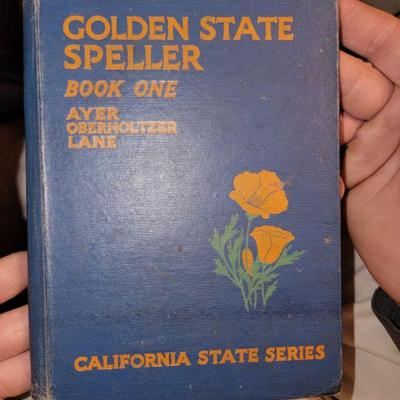 GOLDEN STATE
SPELLER
BOOK ONE
AYER
OBERHOLTZER
LANE
CALIFORNIA STATE SERIES